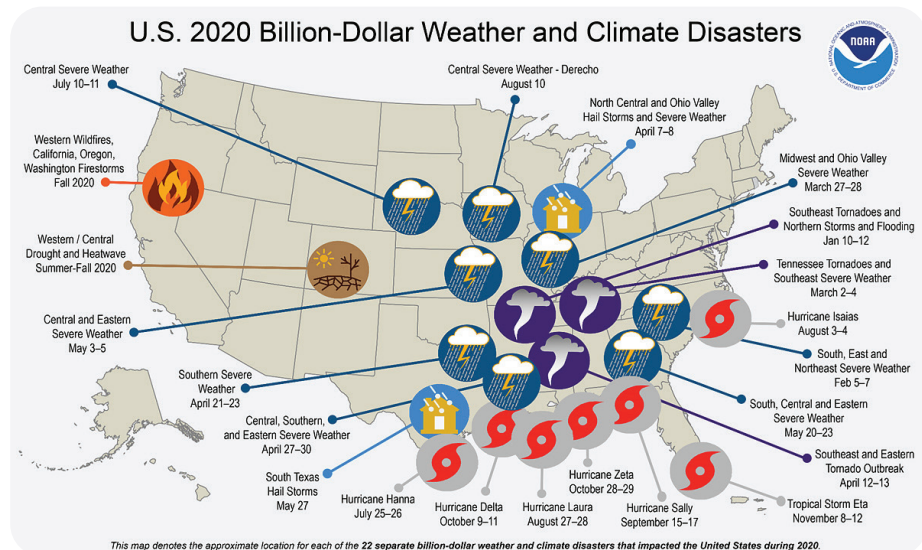 U.S. 2020 Billion-Dollar Weather and Climate Disasters
NOAA
NATIONAL OCEANIC AND ATMOSPHERIC ADMINISTRATION
U.S. DEPARTMENT OF COMMERCE
Central Severe Weather
July 10–11
Central Severe Weather - Derecho
August 10
North Central and Ohio Valley
Hail Storms and Severe Weather
April 7–8
Western Wildfires,
California, Oregon,
Washington Firestorms
Fall 2020
Midwest and Ohio Valley
Severe Weather
March 27–28
Southeast Tornadoes and
Northern Storms and Flooding
Jan 10–12
Western / Central
Drought and Heatwave
Summer-Fall 2020
Tennessee Tornadoes and
Southeast Severe Weather
March 2–4
Central and Eastern
Severe Weather
May 3–5
Hurricane Isaias
August 3–4
South, East and
Northeast Severe Weather
Feb 5–7
Southern Severe
Weather
April 21–23
South, Central and Eastern
Severe Weather
May 20–23
Central, Southern,
and Eastern Severe Weather
April 27–30
Southeast and Eastern
Tornado Outbreak
April 12–13
South Texas
Hail Storms
May 27
Hurricane Hanna
July 25–26
Hurricane Delta
October 9–11
Hurricane Laura
August 27–28
Hurricane Zeta
October 28–29
Hurricane Sally
September 15–17
Tropical Storm Eta
November 8–12
This map denotes the approximate location for each of the 22 separate billion-dollar weather and climate disasters that impacted the United States during 2020.